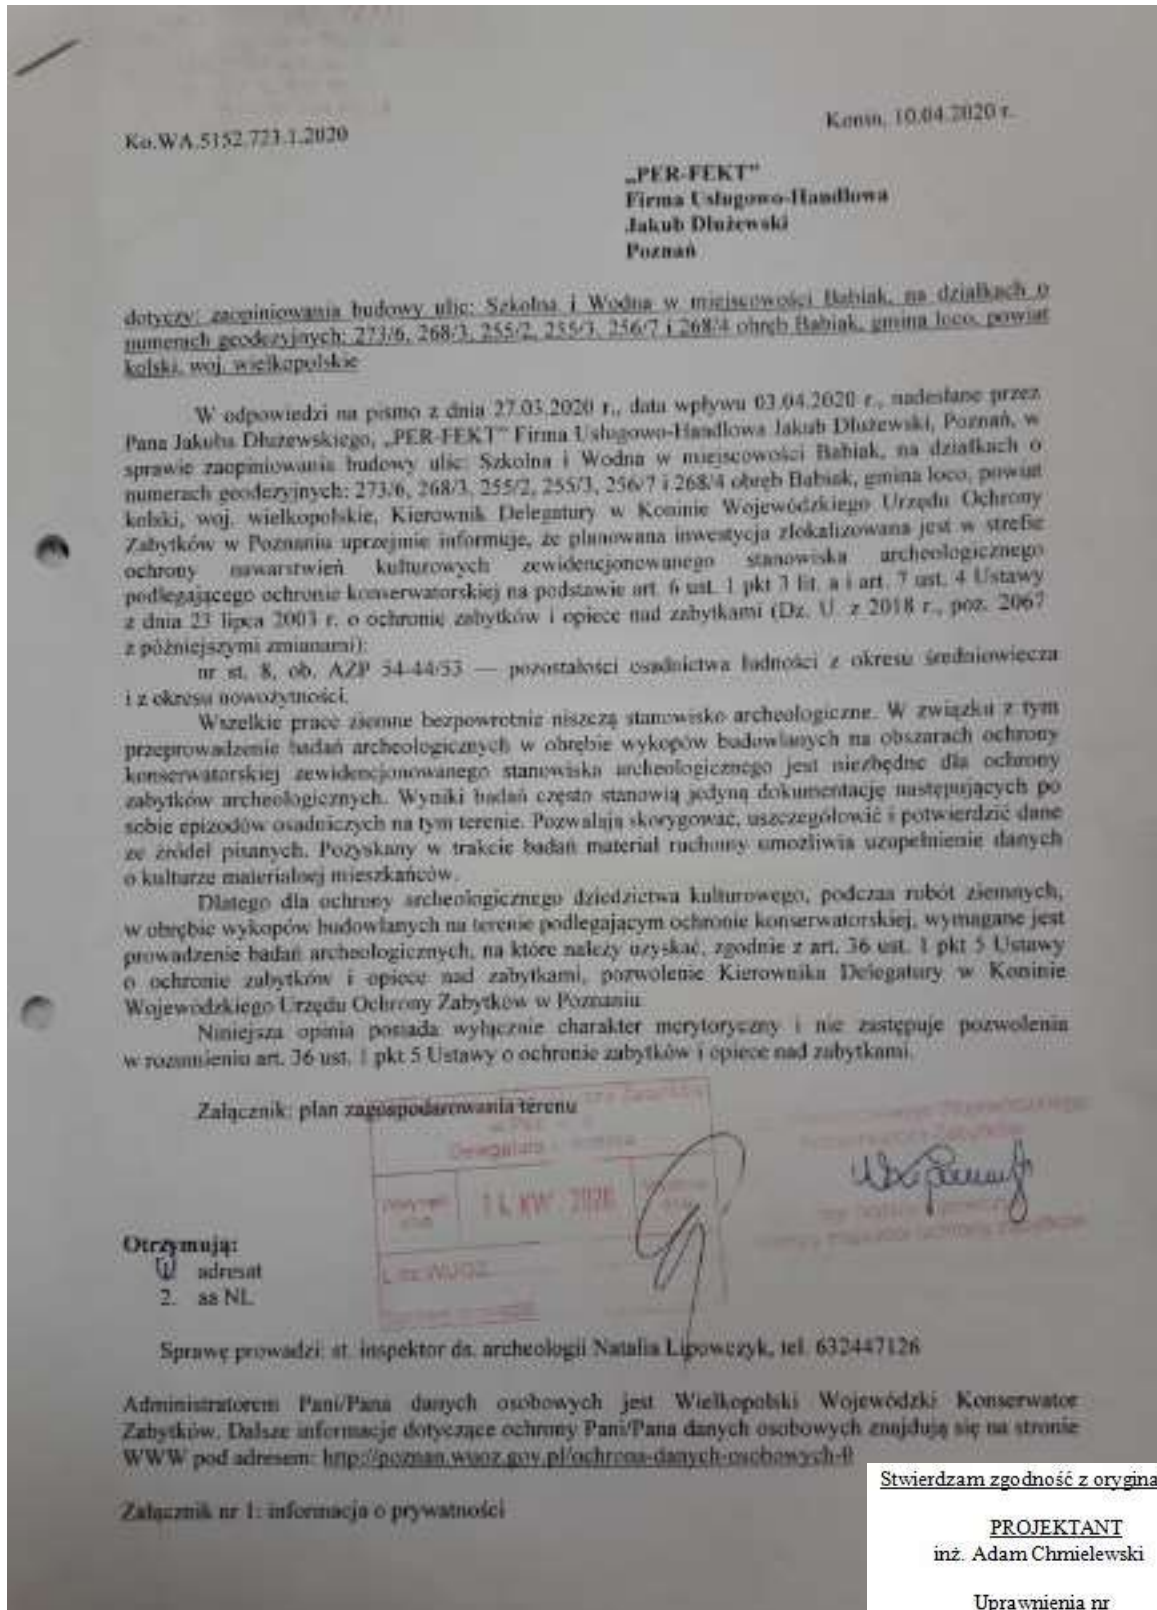 Ko.WA.5152.723.1.2020
Konin, 10.04.2020 r.
„PER-FEKT"
Firma Usługowo-Handlowa
Jakub Dłużewski
Poznań
dotyczy: zaopiniowania budowy ulic: Szkolna i Wodna w miejscowości Babiak, na działkach o
numerach geodezyjnych: 273/6, 268/3, 255/2, 255/3, 256/7 i 268/4 obręb Babiak, gmina loco, powiat
kolski, woj. wielkopolskie
W odpowiedzi na pismo z dnia 27.03.2020 r., data wpływu 03.04.2020 r., nadesłane przez
Pana Jakuba Dłużewskiego, „PER-FEKT" Firma Usługowo-Handlowa Jakub Dłużewski, Poznań, w
sprawie zaopiniowania budowy ulic: Szkolna i Wodna w miejscowości Babiak, na działkach o
numerach geodezyjnych: 273/6, 268/3, 255/2, 255/3, 256/7 i 268/4 obręb Babiak, gmina loco, powiat
kolski, woj. wielkopolskie, Kierownik Delegatury w Koninie Wojewódzkiego Urzędu Ochrony
Zabytków w Poznaniu uprzejmie informuje, że planowana inwestycja zlokalizowana jest w strefie
ochrony nawarstwień kulturowych zewidencjonowanego stanowiska archeologicznego
podlegającego ochronie konserwatorskiej na podstawie art. 6 ust. 1 pkt 3 lit. a i art. 7 ust. 4 Ustawy
z dnia 23 lipca 2003 r. o ochronie zabytków i opiece nad zabytkami (Dz. U. z 2018 r., poz. 2067
z późniejszymi zmianami):
nr st. 8, ob. AZP 54-44/53 — pozostałości osadnictwa ludności z okresu średniowiecza
i z okresu nowożytności.
Wszelkie prace ziemne bezpowrotnie niszczą stanowisko archeologiczne. W związku z tym
przeprowadzenie badań archeologicznych w obrębie wykopów budowlanych na obszarach ochrony
konserwatorskiej zewidencjonowanego stanowiska archeologicznego jest niezbędne dla ochrony
zabytków archeologicznych. Wyniki badań często stanowią jedyną dokumentację następujących po
sobie epizodów osadniczych na tym terenie. Pozwalają skorygować, uszczegółowić i potwierdzić dane
ze źródeł pisanych. Pozyskany w trakcie badań materiał ruchomy umożliwia uzupełnienie danych
o kulturze materialnej mieszkańców.
Dlatego dla ochrony archeologicznego dziedzictwa kulturowego, podczas robót ziemnych,
w obrębie wykopów budowlanych na terenie podlegającym ochronie konserwatorskiej, wymagane jest
prowadzenie badań archeologicznych, na które należy uzyskać, zgodnie z art. 36 ust. 1 pkt 5 Ustawy
o ochronie zabytków i opiece nad zabytkami, pozwolenie Kierownika Delegatury w Koninie
Wojewódzkiego Urzędu Ochrony Zabytków w Poznaniu.
Niniejsza opinia posiada wyłącznie charakter merytoryczny i nie zastępuje pozwolenia
w rozumieniu art. 36 ust. 1 pkt 5 Ustawy o ochronie zabytków i opiece nad zabytkami.
Załącznik: plan zagospodarowania terenu
Delegatura
14. KW. 2020
L.dz. WUOZ
Otrzymują:
1. adresat
2. aa NL
Sprawę prowadzi: st. inspektor ds. archeologii Natalia Lipowczyk, tel. 632447126
Administratorem Pani/Pana danych osobowych jest Wielkopolski Wojewódzki Konserwator
Zabytków. Dalsze informacje dotyczące ochrony Pani/Pana danych osobowych znajdują się na stronie
WWW pod adresem: http://poznan.wuoz.gov.pl/ochrona-danych-osobowych-
Załącznik nr 1: informacja o prywatności
Stwierdzam zgodność z orygina
PROJEKTANT
inż. Adam Chmielewski
Uprawnienia nr